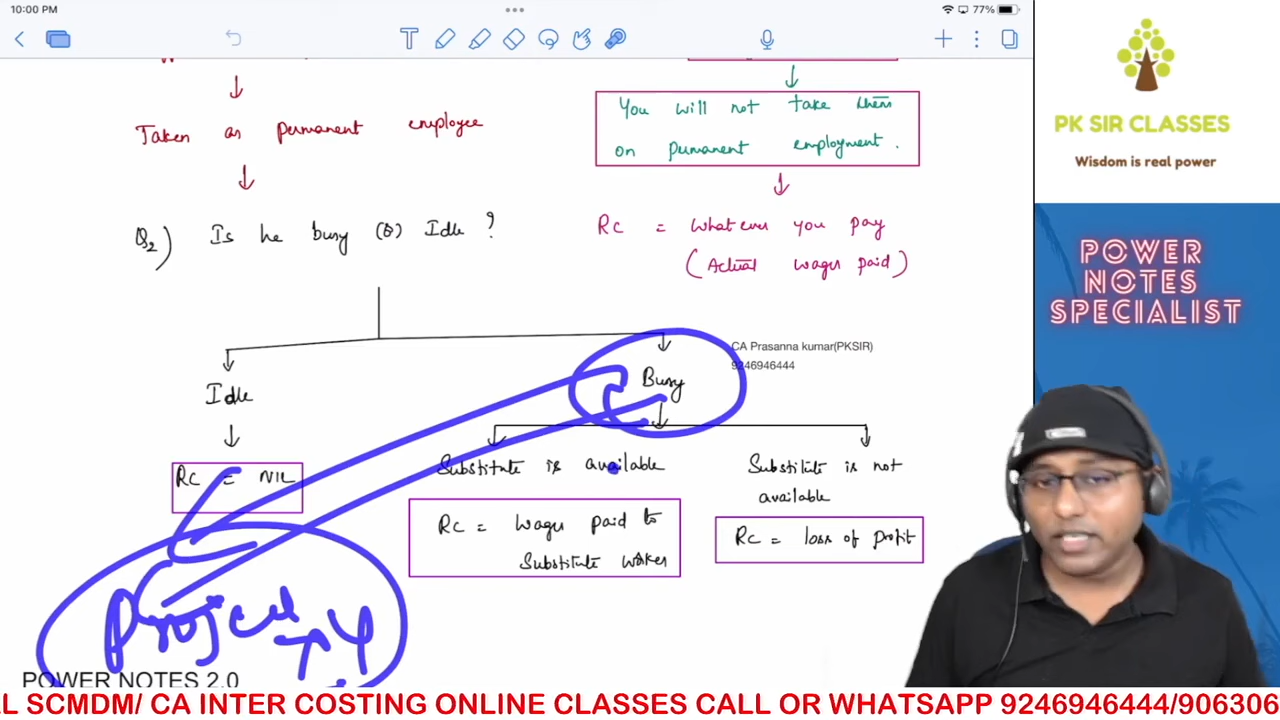 10:00 PM
77%
PK SIR CLASSES
Wisdom is real power
POWER
NOTES
SPECIALIST
Taken as permanent employee
You will not take them
on permanent employment.
Q2) Is he busy (or) Idle ?
Rc = Whatever you pay
(Actual wages paid)
CA Prasanna kumar(PKSIR)
9246946444
Idle
Busy
Rc = NIL
Substitute is available
Substitute is not
available
Rc = wages paid to
Substitute worker
Rc = loss of profit
Project
POWER NOTES 2.0
L SCMDM/ CA INTER COSTING ONLINE CLASSES CALL OR WHATSAPP 9246946444/906306